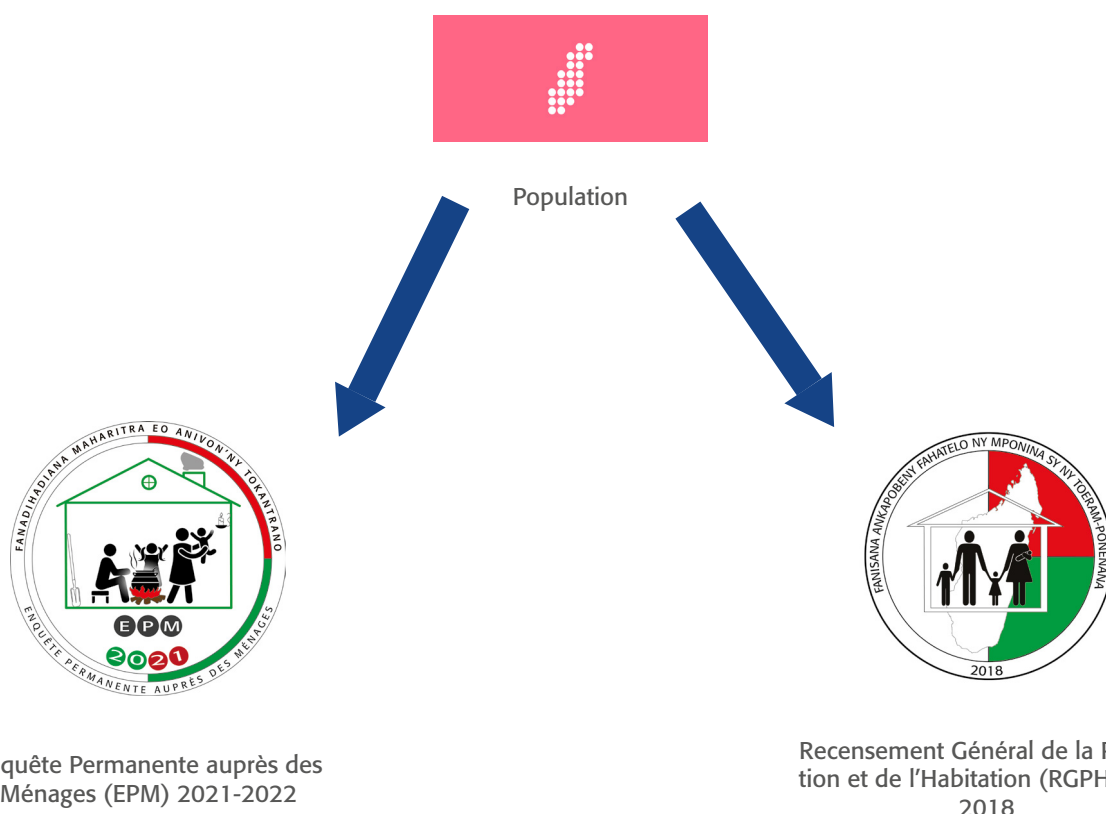 Population
FANADIHADIANA MAHARITRA EO ANIVON'NY TOKANTRANO
EPM
2021
ENQUÊTE PERMANENTE AUPRÈS DES MÉNAGES
FANISANA ANKAPOBENY FAHATELO NY MPONINA SY NY TOERAM-PONENANA
2018
quête Permanente auprès des
Ménages (EPM) 2021-2022
Recensement Général de la P
tion et de l'Habitation (RGPH
2018